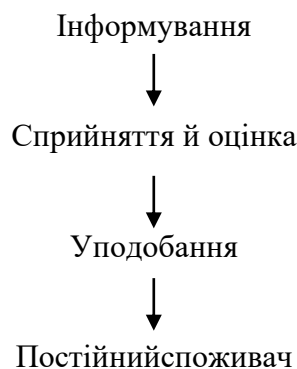 Інформування
Сприйняття й оцінка
Уподобання
Постійнийспоживач